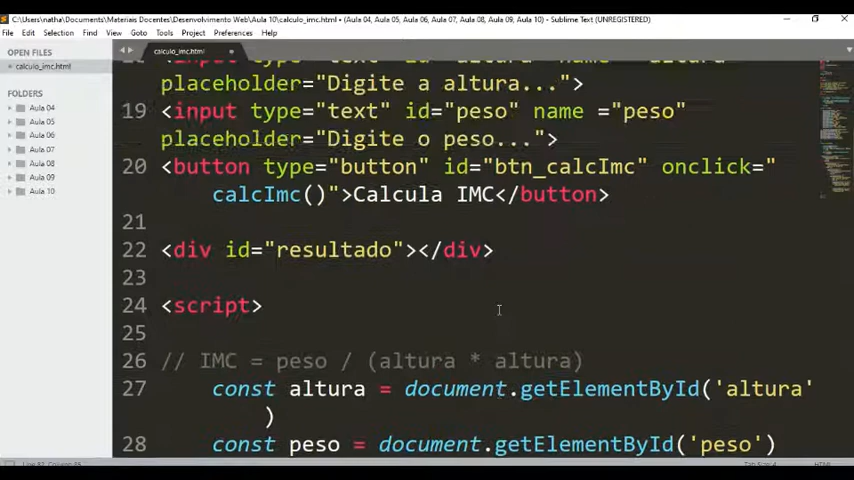 C:\Users\natha\Documents\Materiais Docentes\Desenvolvimento Web\Aula 10\calculo_imc.html • (Aula 04, Aula 05, Aula 06, Aula 07, Aula 08, Aula 09, Aula 10) - Sublime Text (UNREGISTERED)
File Edit Selection Find View Goto Tools Project Preferences Help
OPEN FILES
calculo_imc.html
FOLDERS
Aula 04
Aula 05
Aula 06
Aula 07
Aula 08
Aula 09
Aula 10
calculo_imc.html
placeholder="Digite a altura...">
19 <input type="text" id="peso" name ="peso"
placeholder="Digite o peso...">
20 <button type="button" id="btn_calcImc" onclick="
calcImc()">Calcula IMC</button>
21
22 <div id="resultado"></div>
23
24 <script>
25
26 // IMC = peso / (altura * altura)
27 const altura = document.getElementById('altura'
)
28 const peso = document.getElementById('peso')
Tab Size: 4
HTML